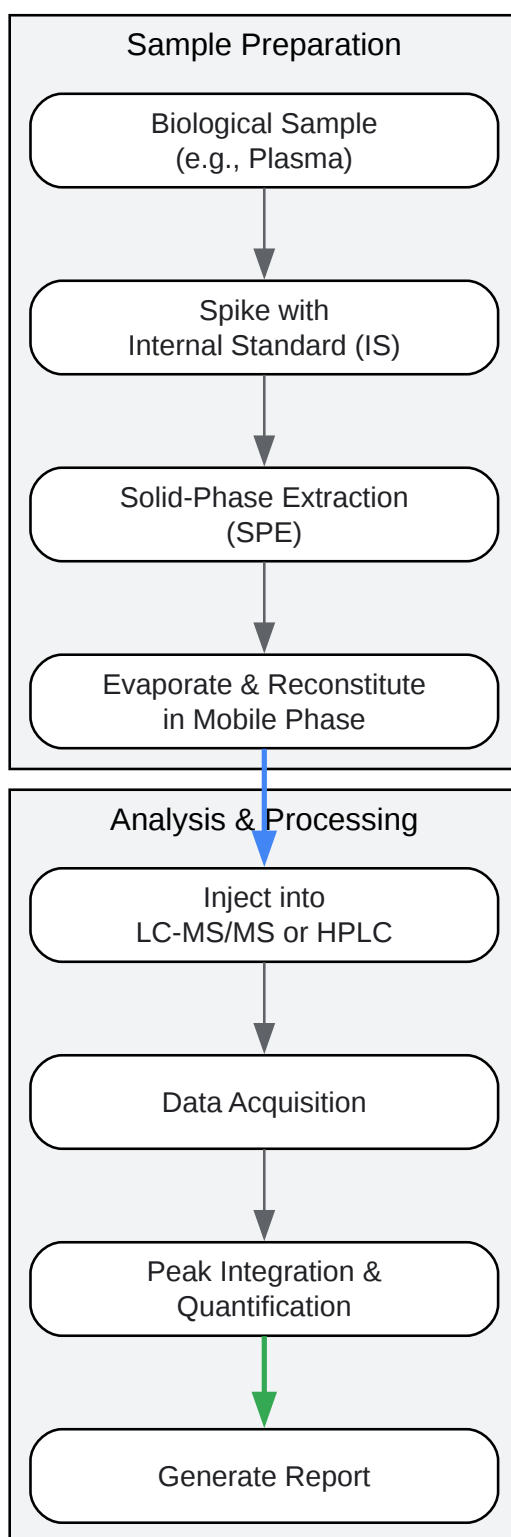 Sample Preparation
Biological Sample
(e.g., Plasma)
Spike with
Internal Standard (IS)
Solid-Phase Extraction
(SPE)
Evaporate & Reconstitute
in Mobile Phase
Analysis & Processing
Inject into
LC-MS/MS or HPLC
Data Acquisition
Peak Integration &
Quantification
Generate Report